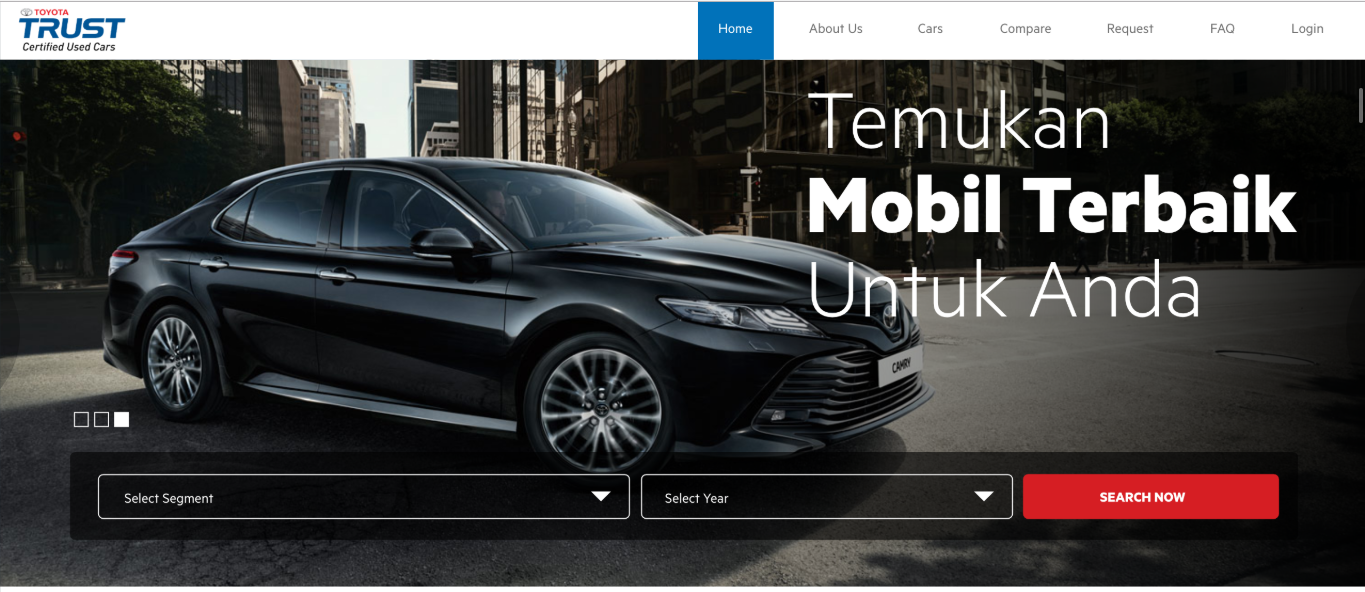 TOYOTA
TRUST
Certified Used Cars
Home
About Us
Cars
Compare
Request
FAQ
Login
Temukan
Mobil Terbaik
Untuk Anda
CAMRY
Select Segment
Select Year
SEARCH NOW